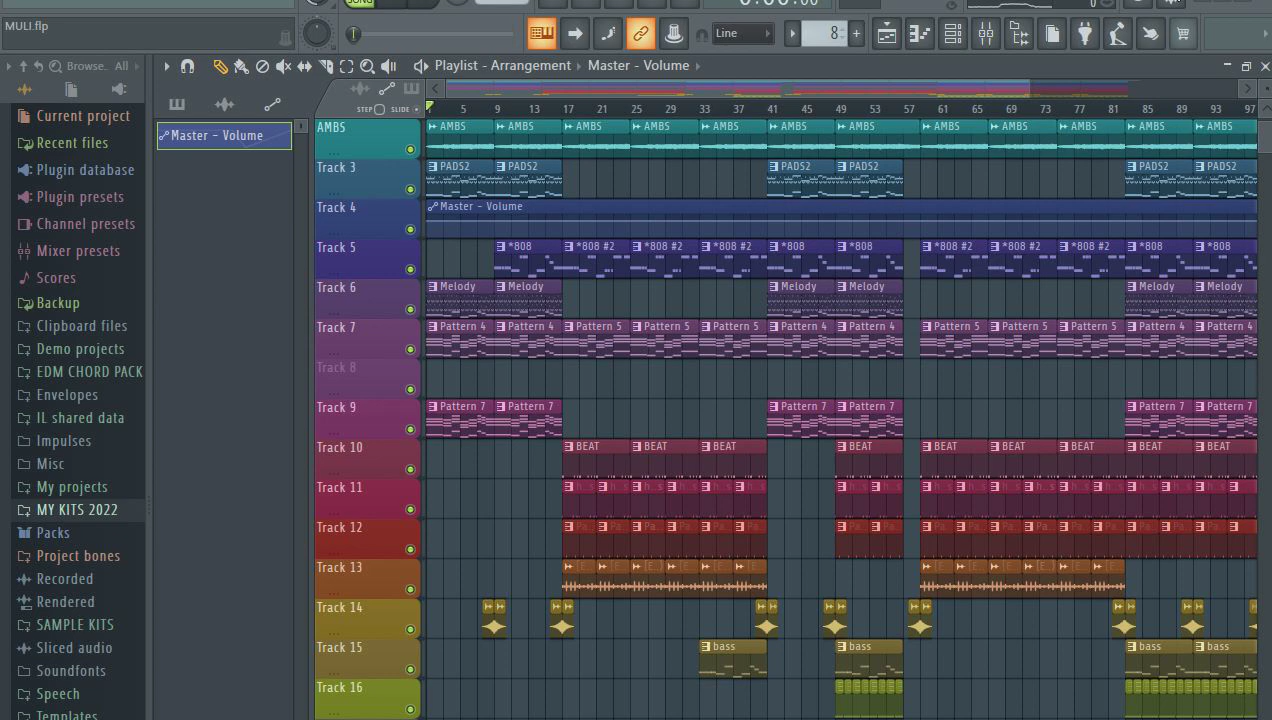 SONG
0:00:00
0
MULI.flp
Line
8
Browse..
All
Playlist - Arrangement › Master - Volume
STEP
SLIDE
5 9 13 17 21 25 29 33 37 41 45 49 53 57 61 65 69 73 77 81 85 89 93 97
Current project
Recent files
Plugin database
Plugin presets
Channel presets
Mixer presets
Scores
Backup
Clipboard files
Demo projects
EDM CHORD PACK
Envelopes
IL shared data
Impulses
Misc
My projects
MY KITS 2022
Packs
Project bones
Recorded
Rendered
SAMPLE KITS
Sliced audio
Soundfonts
Speech
Templates
Master - Volume
AMBS AMBS AMBS AMBS AMBS AMBS AMBS AMBS AMBS AMBS AMBS AMBS
Track 3 PADS2 PADS2 PADS2 PADS2 PADS2 PADS2
Track 4 Master - Volume
Track 5 *808 *808 #2 *808 #2 *808 #2 *808 *808 *808 #2 *808 #2 *808 #2 *808 *808
Track 6 Melody Melody Melody Melody Melody Melody
Track 7 Pattern 4 Pattern 4 Pattern 5 Pattern 5 Pattern 5 Pattern 4 Pattern 4 Pattern 5 Pattern 5 Pattern 5 Pattern 4 Pattern 4
Track 8
Track 9 Pattern 7 Pattern 7 Pattern 7 Pattern 7 Pattern 7 Pattern 7
Track 10 BEAT BEAT BEAT BEAT BEAT BEAT BEAT BEAT BEAT
Track 11
Track 12
Track 13
Track 14
Track 15 bass bass bass bass
Track 16